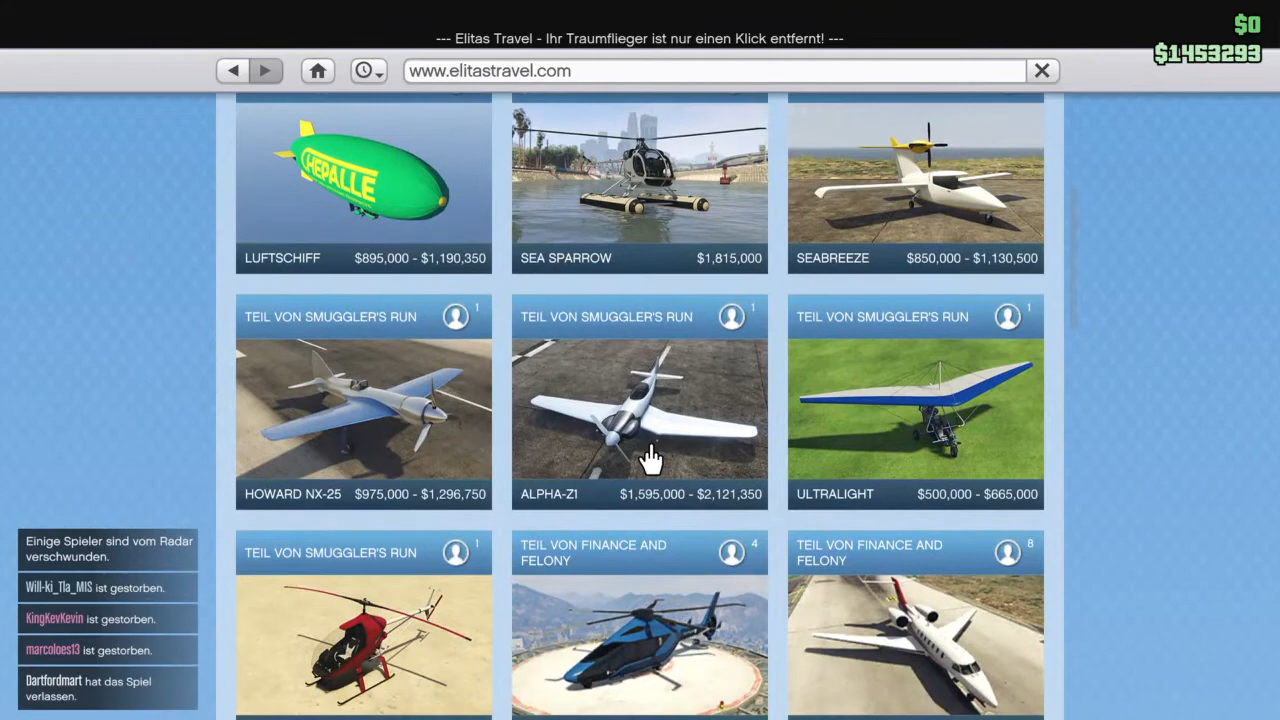 --- Elitas Travel - Ihr Traumflieger ist nur einen Klick entfernt! ---
$0
$1453293
www.elitastravel.com
HEPALLE
LUFTSCHIFF $895,000 - $1,190,350
SEA SPARROW $1,815,000
SEABREEZE $850,000 - $1,130,500
TEIL VON SMUGGLER'S RUN 1
TEIL VON SMUGGLER'S RUN 1
TEIL VON SMUGGLER'S RUN 1
HOWARD NX-25 $975,000 - $1,296,750
ALPHA-Z1 $1,595,000 - $2,121,350
ULTRALIGHT $500,000 - $665,000
TEIL VON SMUGGLER'S RUN 1
TEIL VON FINANCE AND
FELONY 4
TEIL VON FINANCE AND
FELONY 8
Einige Spieler sind vom Radar
verschwunden.
Will-ki_Tla_MIS ist gestorben.
KingKevKevin ist gestorben.
marcoloes13 ist gestorben.
Dartfordmart hat das Spiel
verlassen.